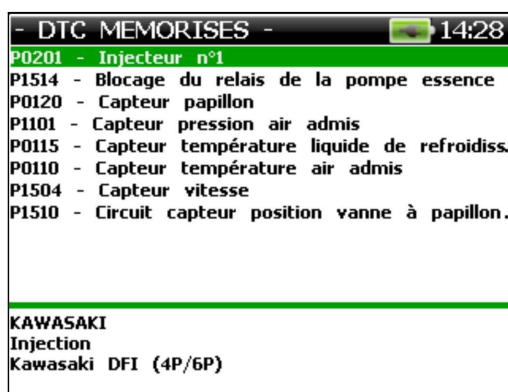 - DTC MEMORISES - 14:28
P0201 - Injecteur n°1
P1514 - Blocage du relais de la pompe essence
P0120 - Capteur papillon
P1101 - Capteur pression air admis
P0115 - Capteur température liquide de refroidiss.
P0110 - Capteur température air admis
P1504 - Capteur vitesse
P1510 - Circuit capteur position vanne à papillon.
KAWASAKI
Injection
Kawasaki DFI (4P/6P)